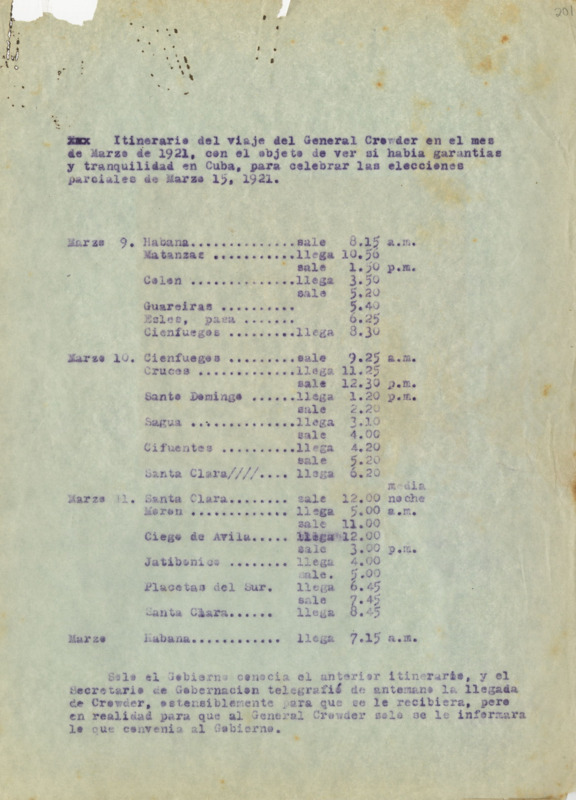 201
xxx Itinerario del viaje del General Crowder en el mes
de Marzo de 1921, con el objeto de ver si habia garantias
y tranquilidad en Cuba, para celebrar las elecciones
parciales de Marzo 15, 1921.
Marzo 9. Habana..............sale 8.15 a.m.
Matanzas ...........llega 10.50
sale 1.30 p.m.
Colon ..............llega 3.50
sale 5.20
Guareiras .......... 5.40
pasa ....... 6.25
Cienfuegos .........llega 8.30
Marzo 10. Cienfuegos .........sale 9.25 a.m.
Cruces .............llega 11.25
sale 12.30 p.m.
Santo Domingo ......llega 1.20 p.m.
sale 2.20
Sagua ..............llega 3.10
sale 4.00
Cifuentes ..........llega 4.20
sale 5.20
Santa Clara////.... llega 6.20
media
Marzo 11. Santa Clara........ sale 12.00 noche
Moron ............. llega 5.00 a.m.
sale 11.00
Ciego de Avila..... llega 12.00
sale 3.00 p.m.
Jatibonico ........ llega 4.00
sale. 5.00
Placetas del Sur. llega 6.45
sale 7.45
Santa Clara...... llega 8.45
Marzo Habana............ llega 7.15 a.m.
Solo el Gobierno conocia el anterior itinerario, y el
Secretario de Gobernacion telegrafió de antemano la llegada
de Crowder, ostensiblemente para que se le recibiera, pero
en realidad para que al General Crowder solo se le informara
lo que convenia al Gobierno.